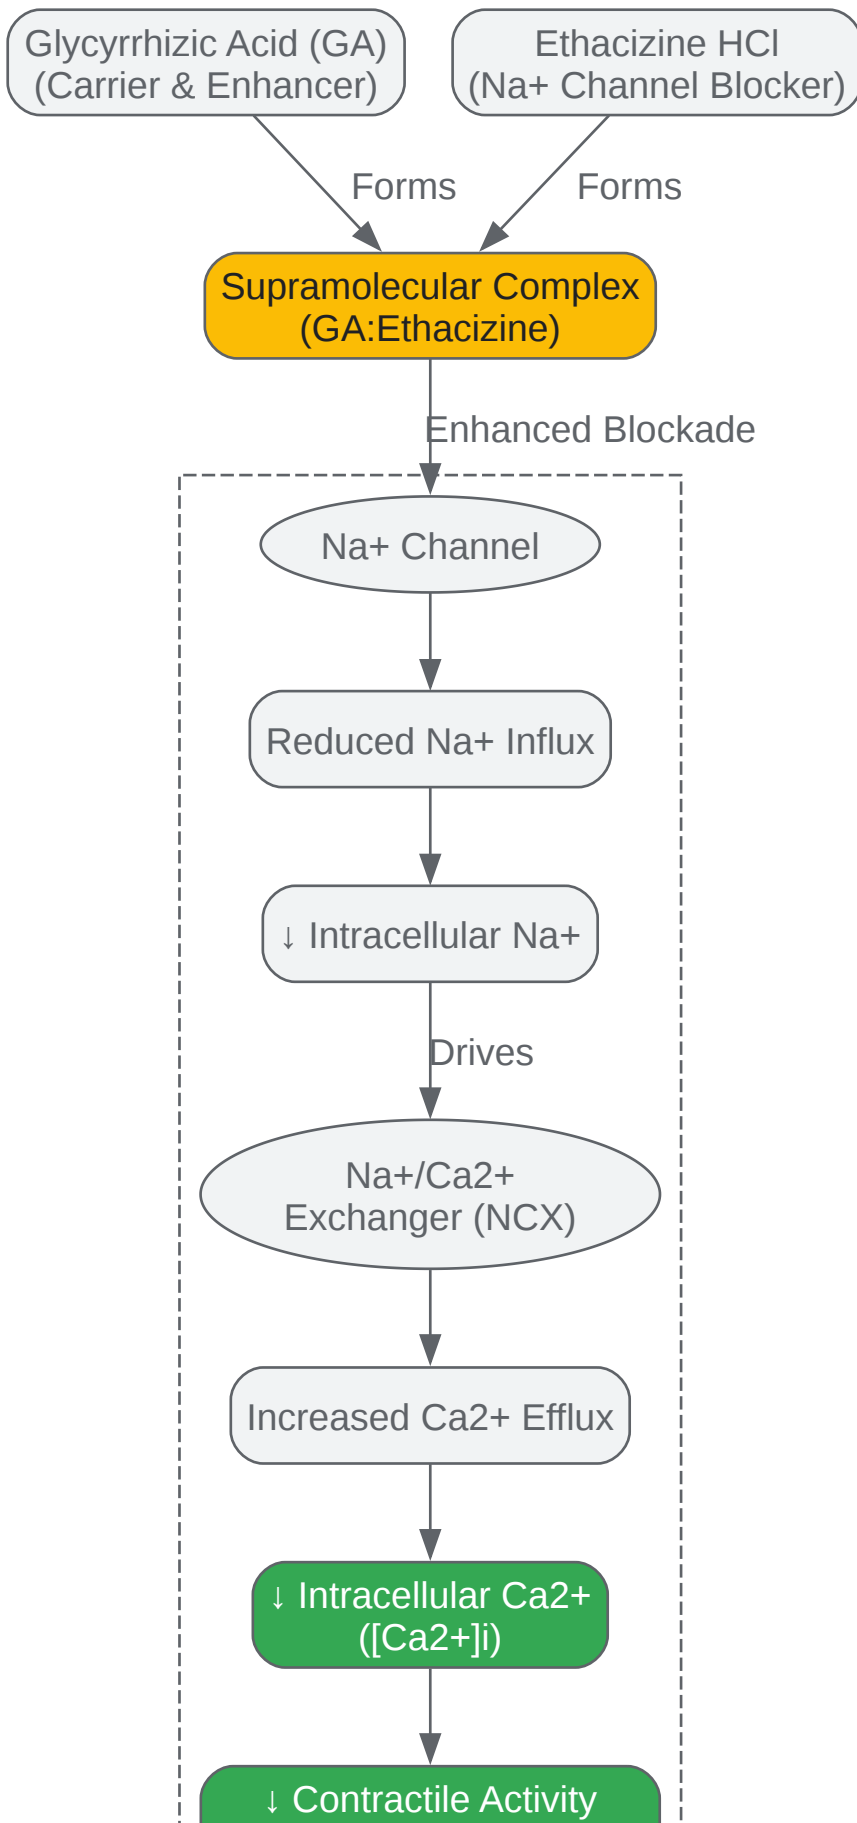 Glycyrrhizic Acid (GA)
(Carrier & Enhancer)
Ethacizine HCl
(Na+ Channel Blocker)
Forms
Forms
Supramolecular Complex
(GA:Ethacizine)
Enhanced Blockade
Na+ Channel
Reduced Na+ Influx
↓ Intracellular Na+
Drives
Na+/Ca2+
Exchanger (NCX)
Increased Ca2+ Efflux
↓ Intracellular Ca2+
([Ca2+]i)
↓ Contractile Activity